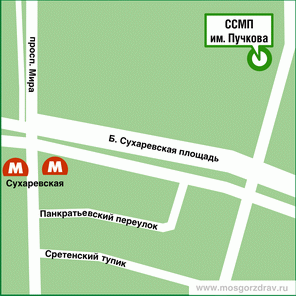 ССМП
им. Пучкова
просп. Мира
Б. Сухаревская площадь
М
М
Сухаревская
Панкратьевский переулок
Сретенский тупик
www.mosgorzdrav.ru